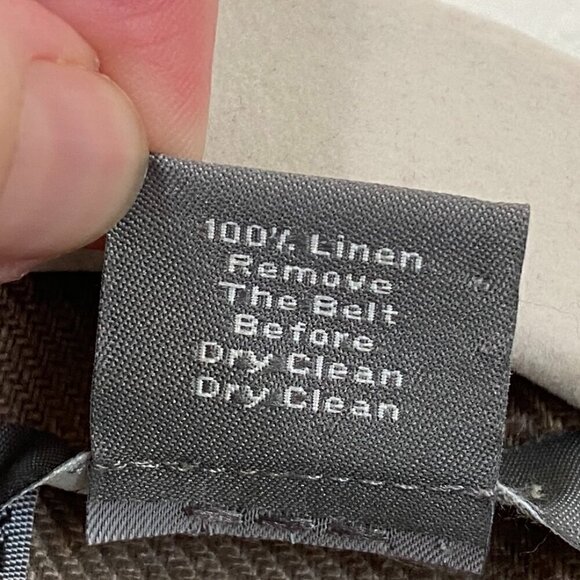 100% Linen
Remove
The Belt
Before
Dry Clean
Dry Clean